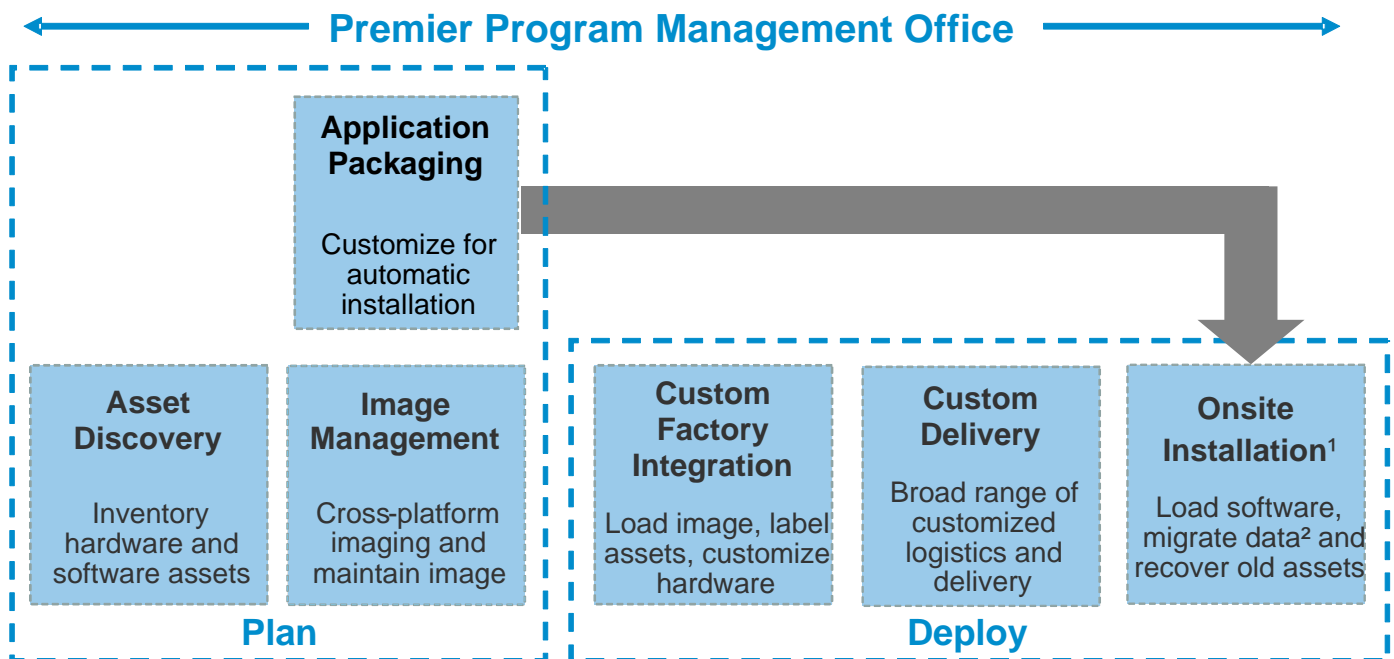 Premier Program Management Office
Application
Packaging
Customize for
automatic
installation
Asset
Discovery
Inventory
hardware and
software assets
Image
Management
Cross-platform
imaging and
maintain image
Plan
Custom
Factory
Integration
Load image, label
assets, customize
hardware
Custom
Delivery
Broad range of
customized
logistics and
delivery
Onsite
Installation¹
Load software,
migrate data² and
recover old assets
Deploy